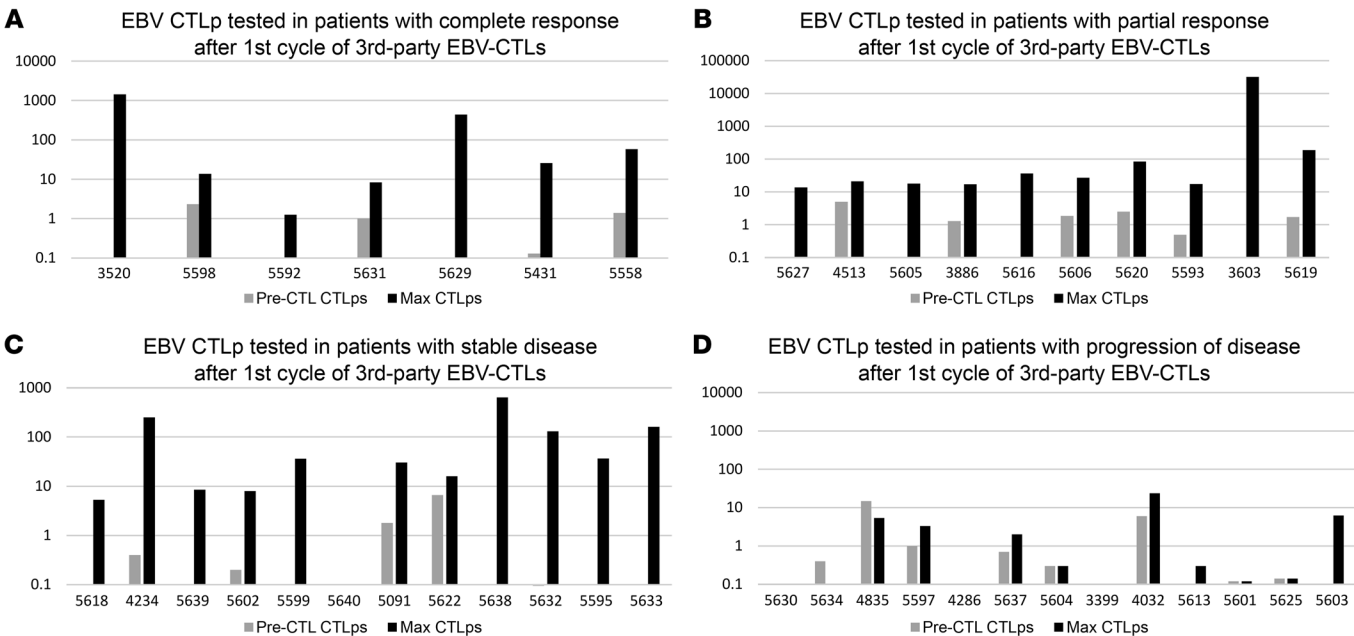 A
EBV CTLp tested in patients with complete response
after 1st cycle of 3rd-party EBV-CTLs
10000
1000
100
10
1
0.1
3520 5598 5592 5631 5629 5431 5558
Pre-CTL CTLps Max CTLps
B
EBV CTLp tested in patients with partial response
after 1st cycle of 3rd-party EBV-CTLs
100000
10000
1000
100
10
1
0.1
5627 4513 5605 3886 5616 5606 5620 5593 3603 5619
Pre-CTL CTLps Max CTLps
C
EBV CTLp tested in patients with stable disease
after 1st cycle of 3rd-party EBV-CTLs
1000
100
10
1
0.1
5618 4234 5639 5602 5599 5640 5091 5622 5638 5632 5595 5633
Pre-CTL CTLps Max CTLps
D
EBV CTLp tested in patients with progression of disease
after 1st cycle of 3rd-party EBV-CTLs
10000
1000
100
10
1
0.1
5630 5634 4835 5597 4286 5637 5604 3399 4032 5613 5601 5625 5603
Pre-CTL CTLps Max CTLps